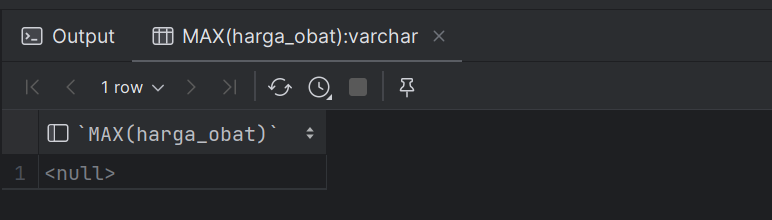 Output MAX(harga_obat):varchar
1 row
`MAX(harga_obat)`
1 <null>